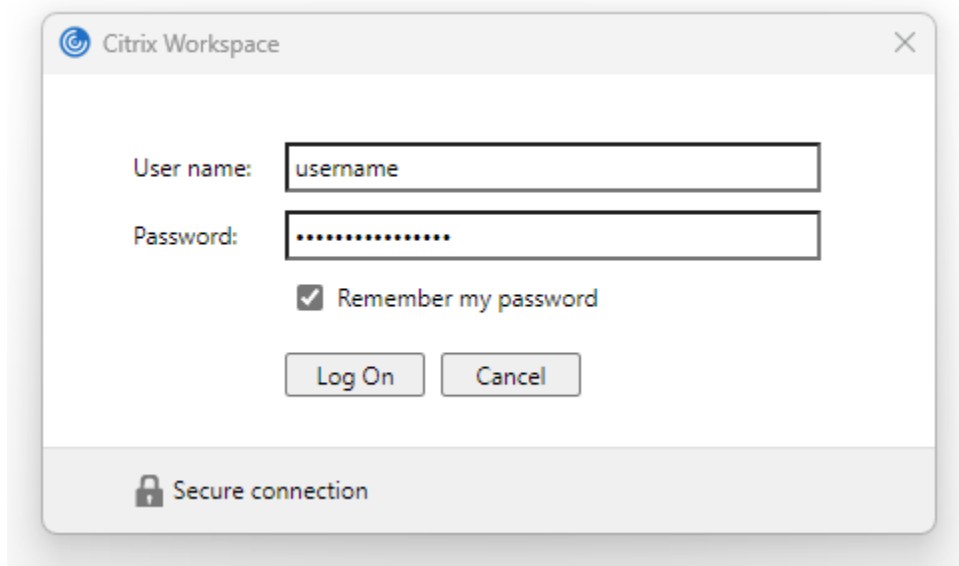 Citrix Workspace
User name: username
Password: ••••••••••••••••
Remember my password
Log On Cancel
Secure connection